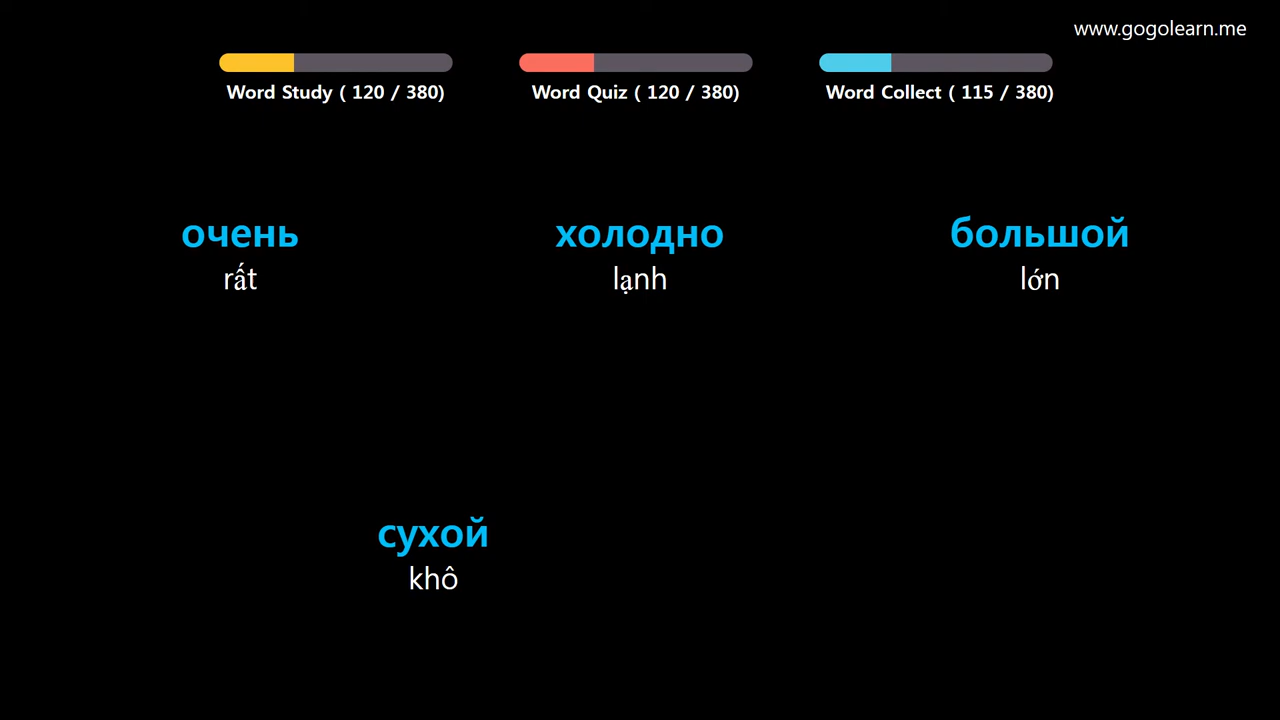 www.gogolearn.me
Word Study ( 120 / 380)
Word Quiz ( 120 / 380)
Word Collect ( 115 / 380)
очень
rất
холодно
lạnh
большой
lớn
сухой
khô